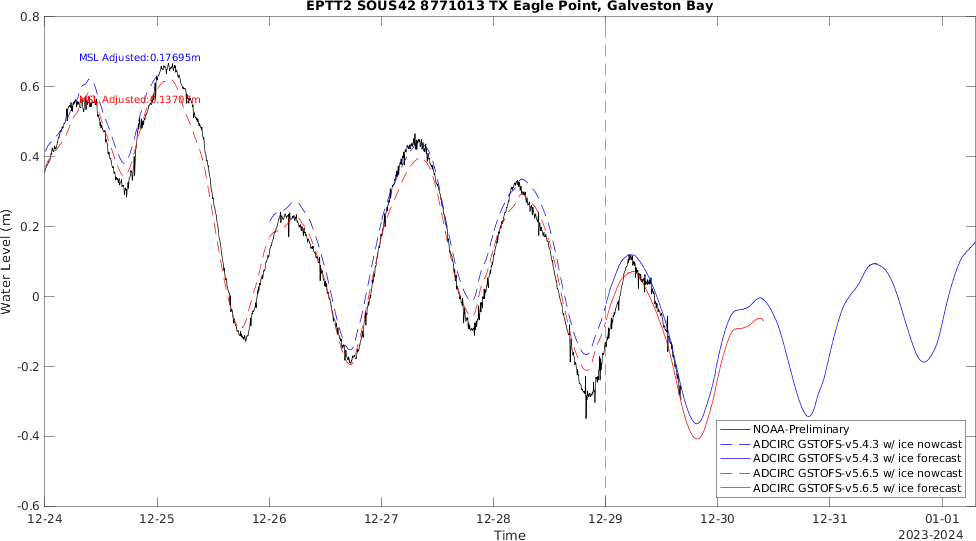 EPTT2 SOUS42 8771013 TX Eagle Point, Galveston Bay
Water Level (m)
0.8
0.6
0.4
0.2
0
-0.2
-0.4
-0.6
MSL Adjusted:0.17695m
MSL Adjusted:0.1370
NOAA-Preliminary
ADCIRC GSTOFS-v5.4.3 w/ ice nowcast
ADCIRC GSTOFS-v5.4.3 w/ ice forecast
ADCIRC GSTOFS-v5.6.5 w/ ice nowcast
ADCIRC GSTOFS-v5.6.5 w/ ice forecast
12-24 12-25 12-26 12-27 12-28 12-29 12-30 12-31 01-01
Time
2023-2024